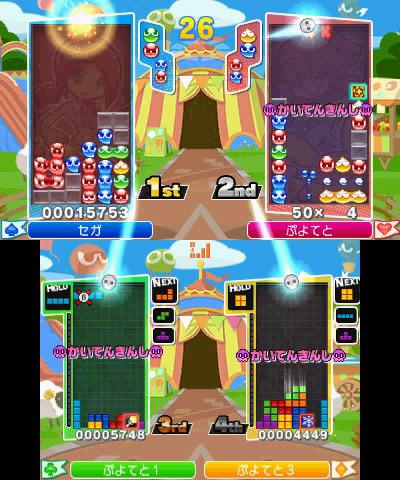 26
かいてんきんし
1st
2nd
00015753
50× 4
セガ
ぷよてと
HOLD
NEXT
HOLD
NEXT
かいてんきんし
かいてんきんし
3rd
4th
00005748
00004449
ぷよてと1
ぷよてと3